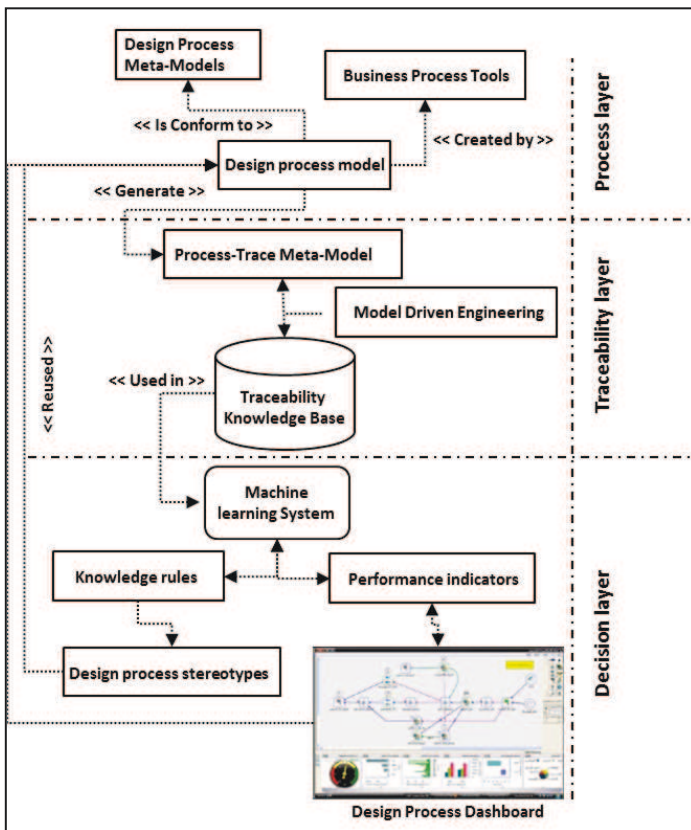 Design Process
Meta-Models
Business Process Tools
<< Is Conform to >>
<< Created by >>
Design process model
<< Generate >>
Process layer
Process-Trace Meta-Model
Model Driven Engineering
<< Used in >>
Traceability
Knowledge Base
<< Reused >>
Traceability layer
Machine
learning System
Knowledge rules
Performance indicators
Design process stereotypes
Decision layer
Design Process Dashboard